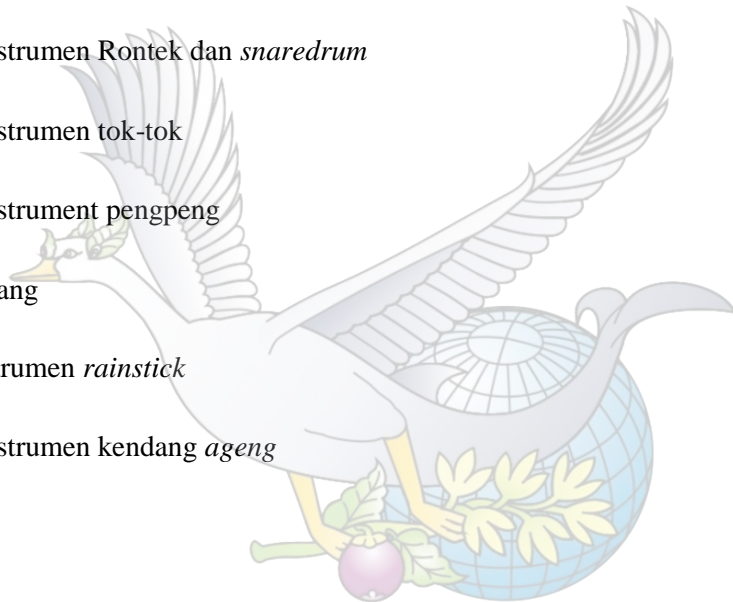 strumen Rontek dan snaredrum
strumen tok-tok
strument pengpeng
ang
rumen rainstick
strumen kendang ageng